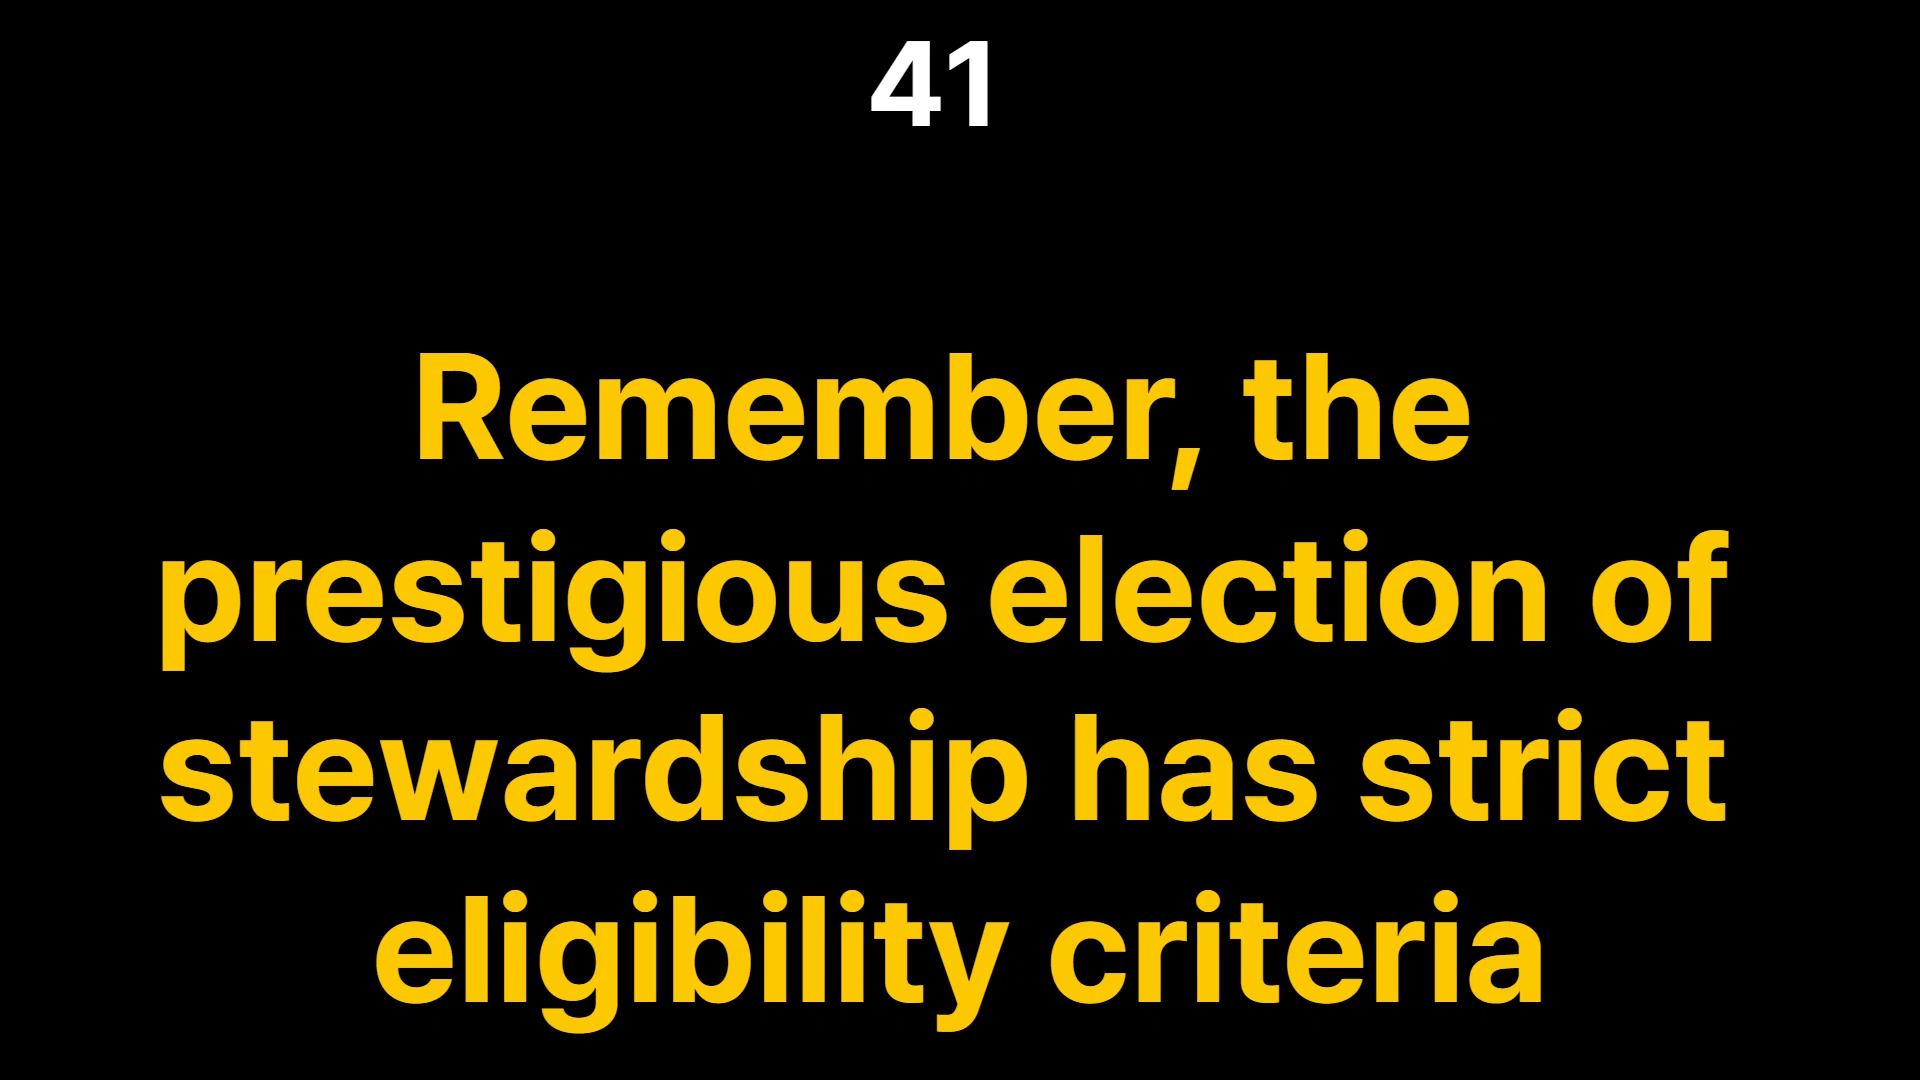 41
Remember, the
prestigious election of
stewardship has strict
eligibility criteria